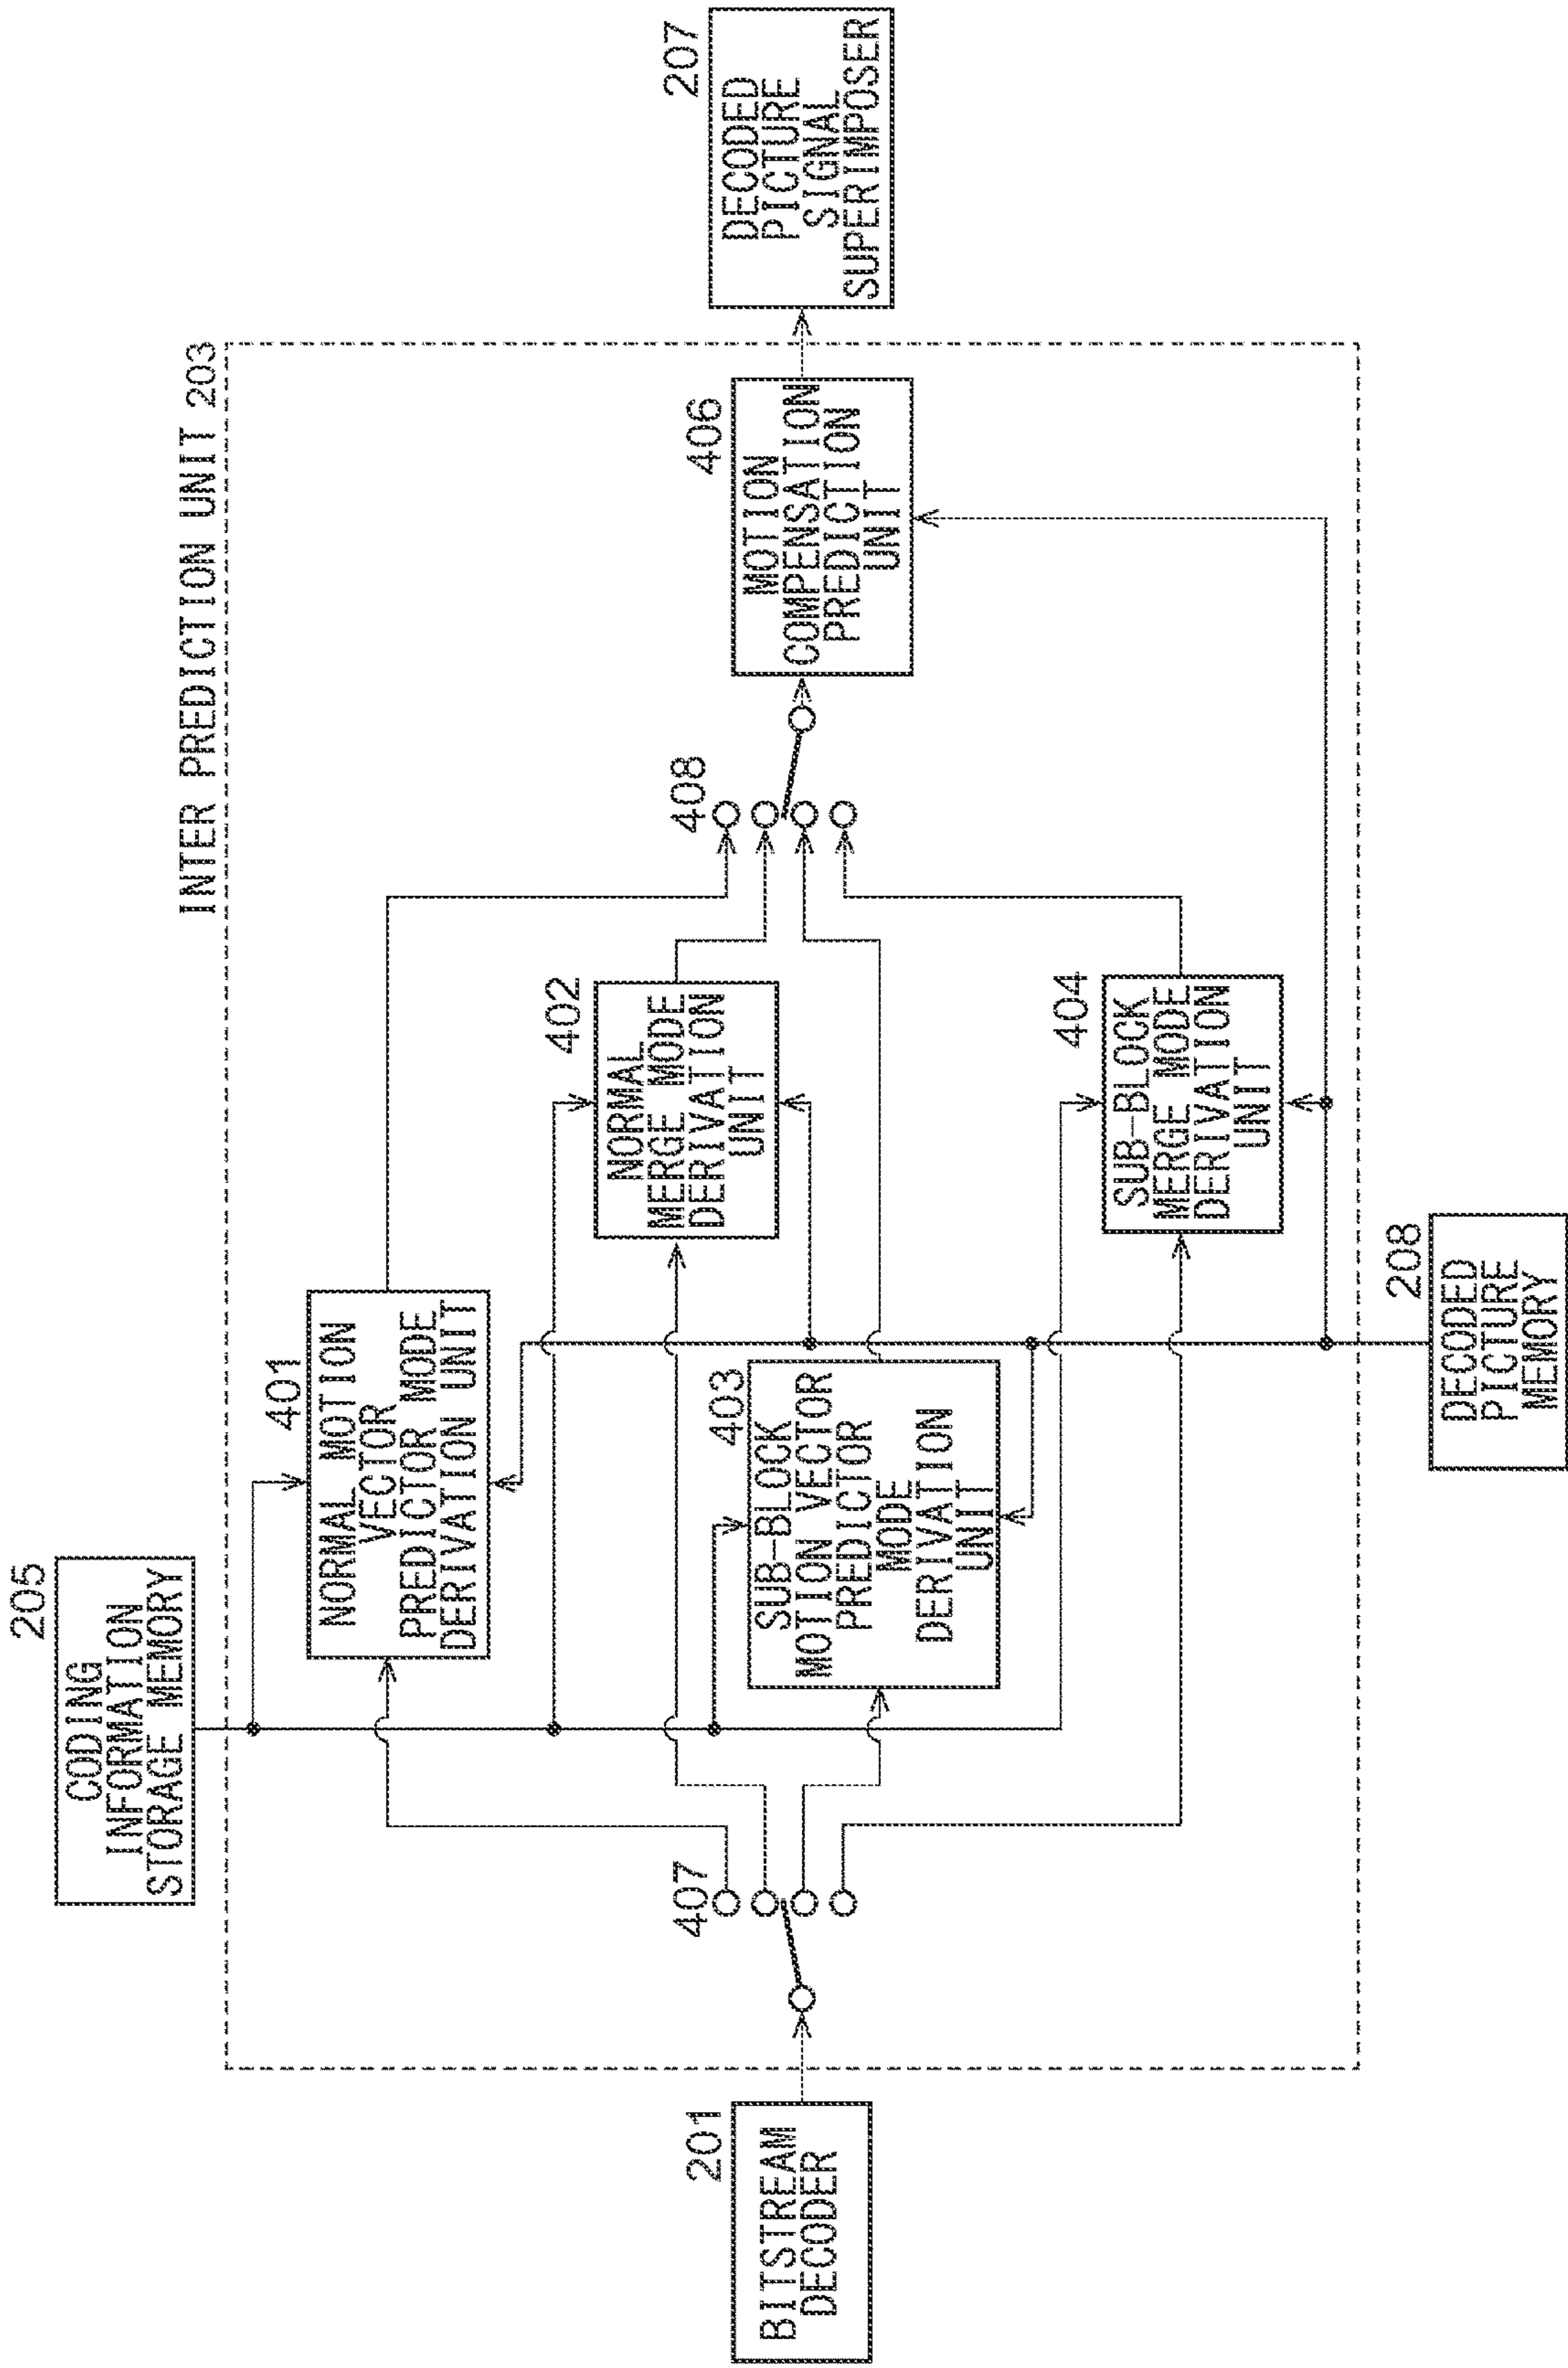 INTER PREDICTION UNIT 203
205
CODING
INFORMATION
STORAGE MEMORY
401
NORMAL MOTION
VECTOR
PREDICTOR MODE
DERIVATION UNIT
402
NORMAL
MERGE MODE
DERIVATION
UNIT
201
BITSTREAM
DECODER
407
403
SUB-BLOCK
MOTION VECTOR
PREDICTOR
MODE
DERIVATION
UNIT
408
406
MOTION
COMPENSATION
PREDICTION
UNIT
207
DECODED
PICTURE
SIGNAL
SUPERIMPOSER
404
SUB-BLOCK
MERGE MODE
DERIVATION
UNIT
208
DECODED
PICTURE
MEMORY